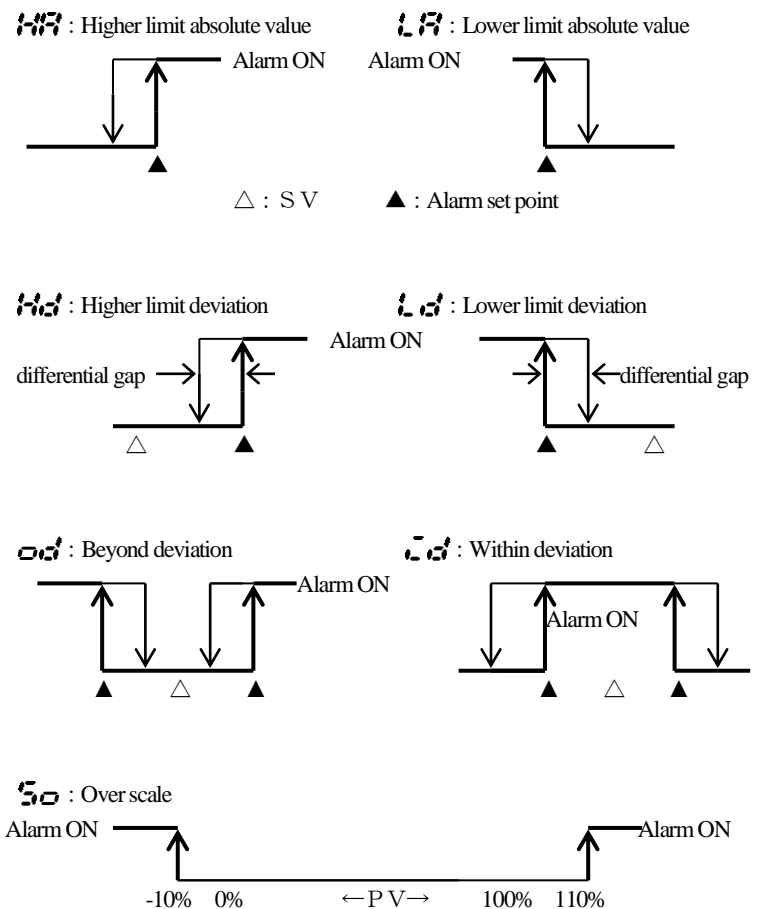 HA : Higher limit absolute value
LA : Lower limit absolute value
Alarm ON
Alarm ON
△ : ＳＶ ▲ : Alarm set point
Hd : Higher limit deviation
Ld : Lower limit deviation
Alarm ON
differential gap
differential gap
od : Beyond deviation
id : Within deviation
Alarm ON
Alarm ON
So : Over scale
Alarm ON
Alarm ON
-10% 0% ←ＰＶ→ 100% 110%